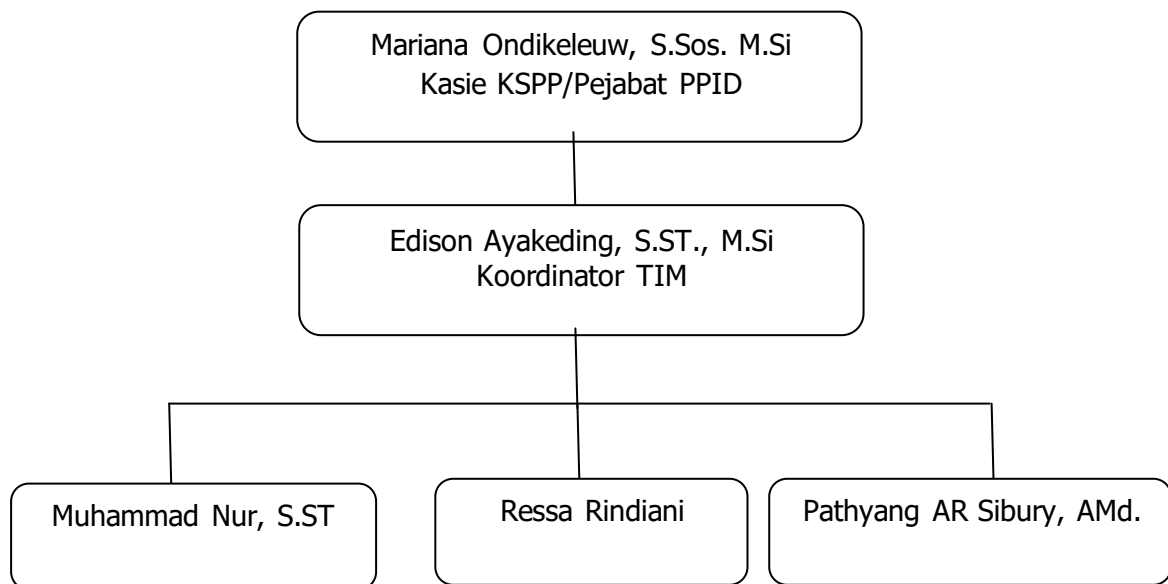 Mariana Ondikeleuw, S.Sos. M.Si
Kasie KSPP/Pejabat PPID
Edison Ayakeding, S.ST., M.Si
Koordinator TIM
Muhammad Nur, S.ST
Ressa Rindiani
Pathyang AR Sibury, AMd.